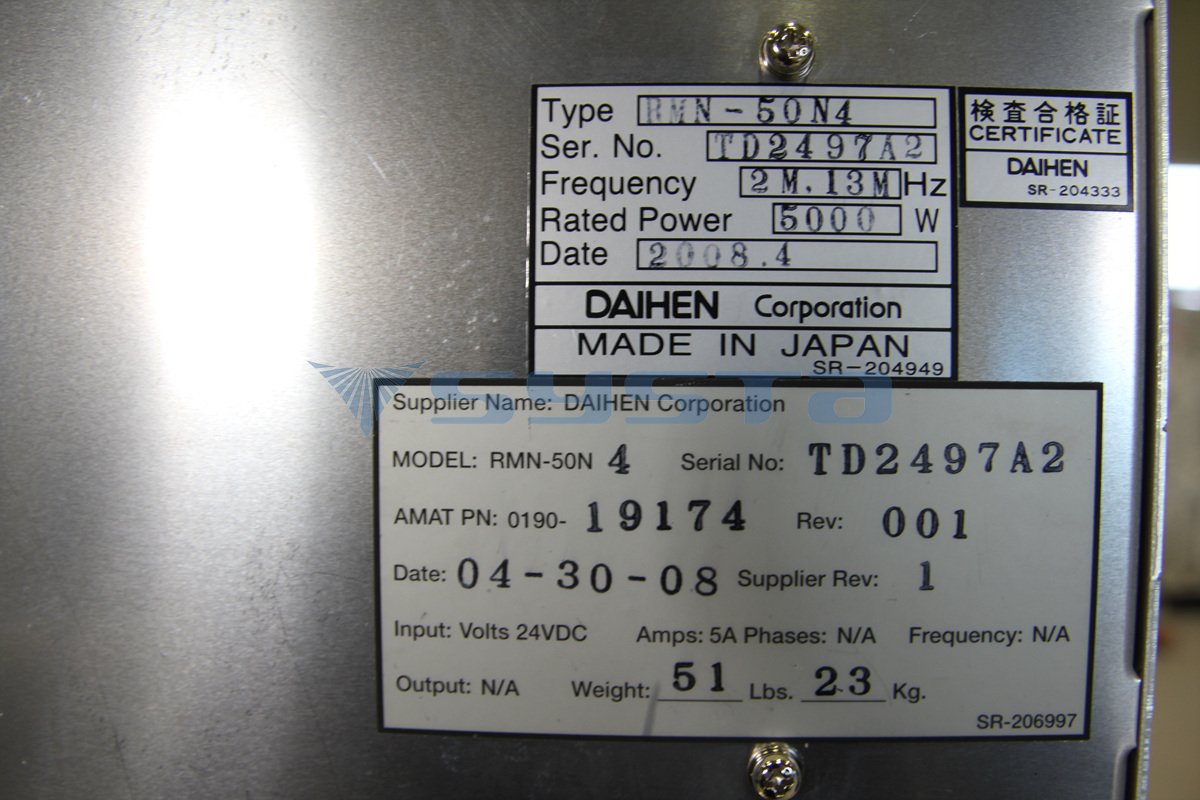 Type RMN-50N4
Ser. No. TD2497A2
Frequency 2M.13M Hz
Rated Power 5000 W
Date 2008.4
DAIHEN Corporation
MADE IN JAPAN
SR-204949
検査合格証
CERTIFICATE
DAIHEN
SR-204333
systa
Supplier Name: DAIHEN Corporation
MODEL: RMN-50N 4 Serial No: TD2497A2
AMAT PN: 0190-19174 Rev: 001
Date: 04-30-08 Supplier Rev: 1
Input: Volts 24VDC Amps: 5A Phases: N/A Frequency: N/A
Output: N/A Weight: 51 Lbs. 23 Kg.
SR-206997